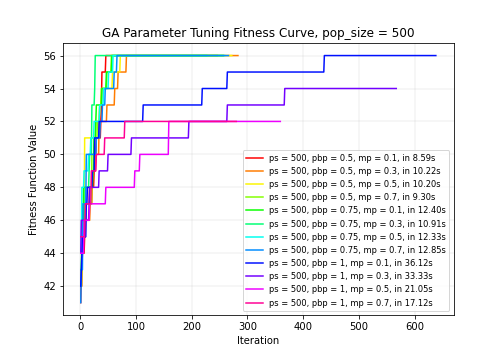 GA Parameter Tuning Fitness Curve, pop_size = 500
Fitness Function Value
56
54
52
50
48
46
44
42
ps = 500, pbp = 0.5, mp = 0.1, in 8.59s
ps = 500, pbp = 0.5, mp = 0.3, in 10.22s
ps = 500, pbp = 0.5, mp = 0.5, in 10.20s
ps = 500, pbp = 0.5, mp = 0.7, in 9.30s
ps = 500, pbp = 0.75, mp = 0.1, in 12.40s
ps = 500, pbp = 0.75, mp = 0.3, in 10.91s
ps = 500, pbp = 0.75, mp = 0.5, in 12.33s
ps = 500, pbp = 0.75, mp = 0.7, in 12.85s
ps = 500, pbp = 1, mp = 0.1, in 36.12s
ps = 500, pbp = 1, mp = 0.3, in 33.33s
ps = 500, pbp = 1, mp = 0.5, in 21.05s
ps = 500, pbp = 1, mp = 0.7, in 17.12s
0 100 200 300 400 500 600
Iteration